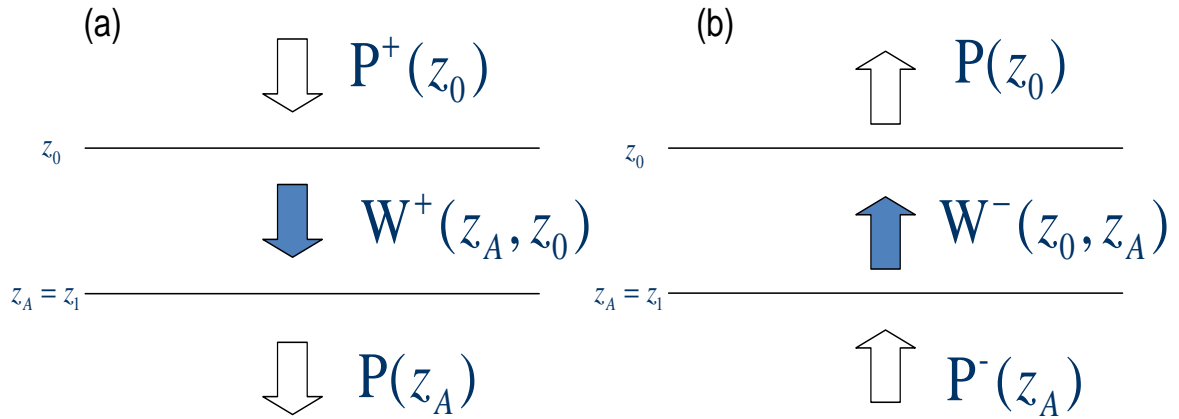 (a)
P⁺(z₀)
z₀
W⁺(z_A, z₀)
z_A = z₁
P(z_A)
(b)
P(z₀)
z₀
W⁻(z₀, z_A)
z_A = z₁
P⁻(z_A)